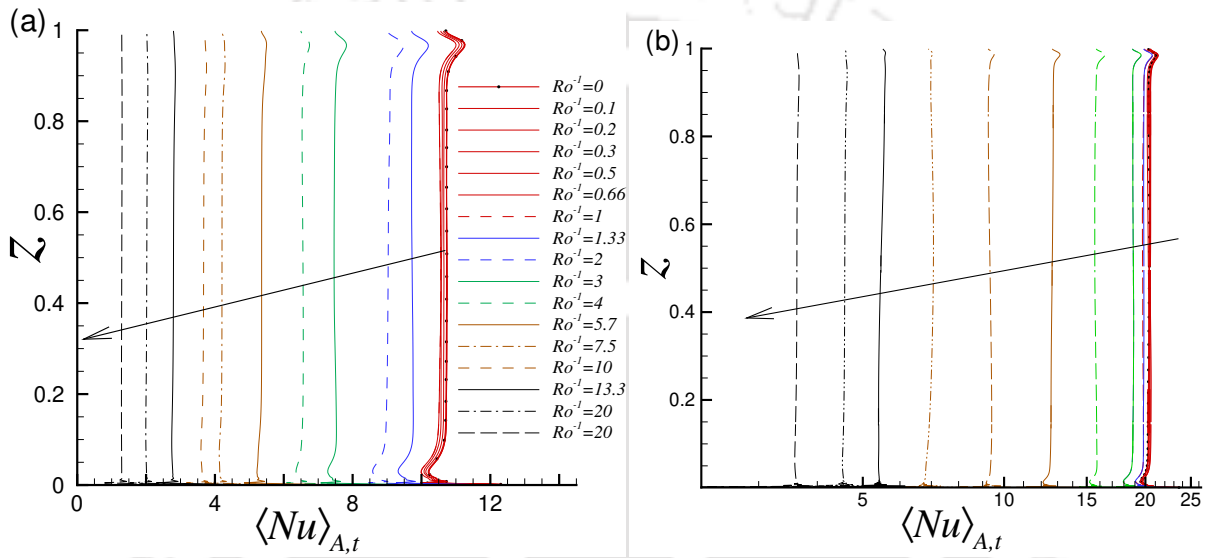 (a)
1
0.8
0.6
0.4
0.2
0
Z
0
4
8
12
⟨Nu⟩A,t
Ro⁻¹=0
Ro⁻¹=0.1
Ro⁻¹=0.2
Ro⁻¹=0.3
Ro⁻¹=0.5
Ro⁻¹=0.66
Ro⁻¹=1
Ro⁻¹=1.33
Ro⁻¹=2
Ro⁻¹=3
Ro⁻¹=4
Ro⁻¹=5.7
Ro⁻¹=7.5
Ro⁻¹=10
Ro⁻¹=13.3
Ro⁻¹=20
Ro⁻¹=20
(b)
1
0.8
0.6
0.4
0.2
Z
5
10
15
20
25
⟨Nu⟩A,t